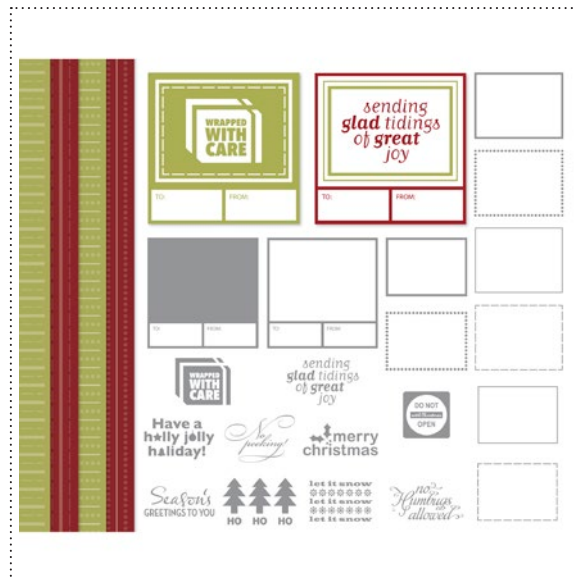 WRAPPED
WITH
CARE
TO:
FROM:
sending
glad tidings
of great
joy
TO:
FROM:
TO:
FROM:
TO:
FROM:
WRAPPED
WITH
CARE
sending
glad tidings
of great
joy
DO NOT
until Christmas
OPEN
Have a
holly jolly
holiday!
No
peeking!
merry
christmas
Season's
GREETINGS TO YOU
HO HO HO
let it snow
let it snow
let it snow
no
Humbugs
allowed